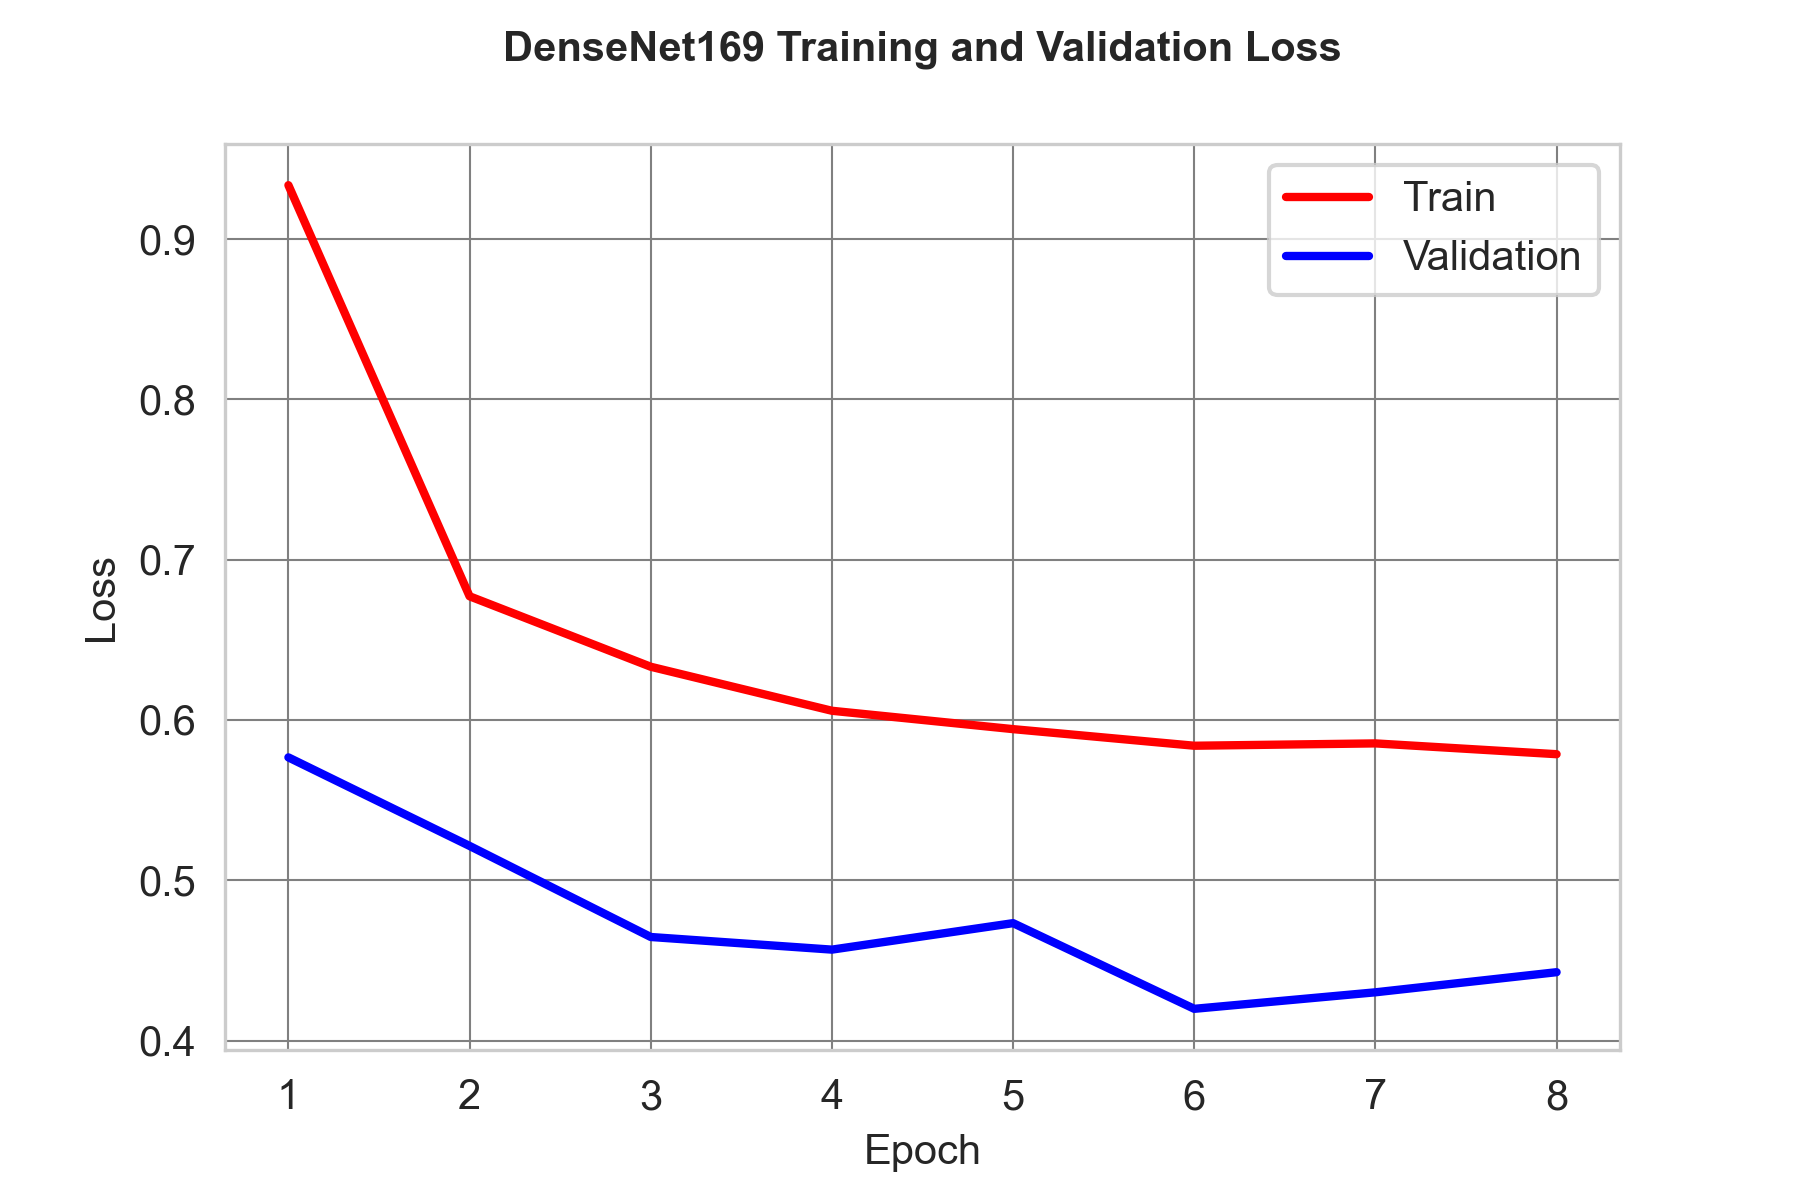 DenseNet169 Training and Validation Loss
Train
Validation
0.9
0.8
0.7
0.6
0.5
0.4
Loss
1 2 3 4 5 6 7 8
Epoch